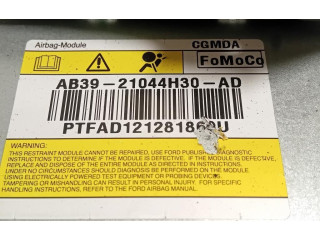 Airbag-Module
CGMDA
FoMoCo
AB39-21044H30-AD
PTFAD12128186
WARNING:
THIS RESTRAINT MODULE CANNOT BE REPAIRED, USE FORD PUBLISHED DIAGNOSTIC
INSTRUCTIONS TO DETERMINE IF THE MODULE IS DEFECTIVE. IF THE MODULE IS DEFECTIVE,
REPLACE AND DISPOSE OF THE ENTIRE MODULE AS DIRECTED IN THE INSTRUCTIONS.
UNDER NO CIRCUMSTANCES SHOULD DIAGNOSIS BE PERFORMED
USING ELECTRICALLY POWERED TEST EQUIPMENT OR PROBING DEVICES.
TAMPERING OR MISHANDLING CAN RESULT IN PERSONAL INJURY. FOR SPECIFIC
HANDLING INSTRUCTIONS, REFER TO THE FORD AIRBAG MANUAL.